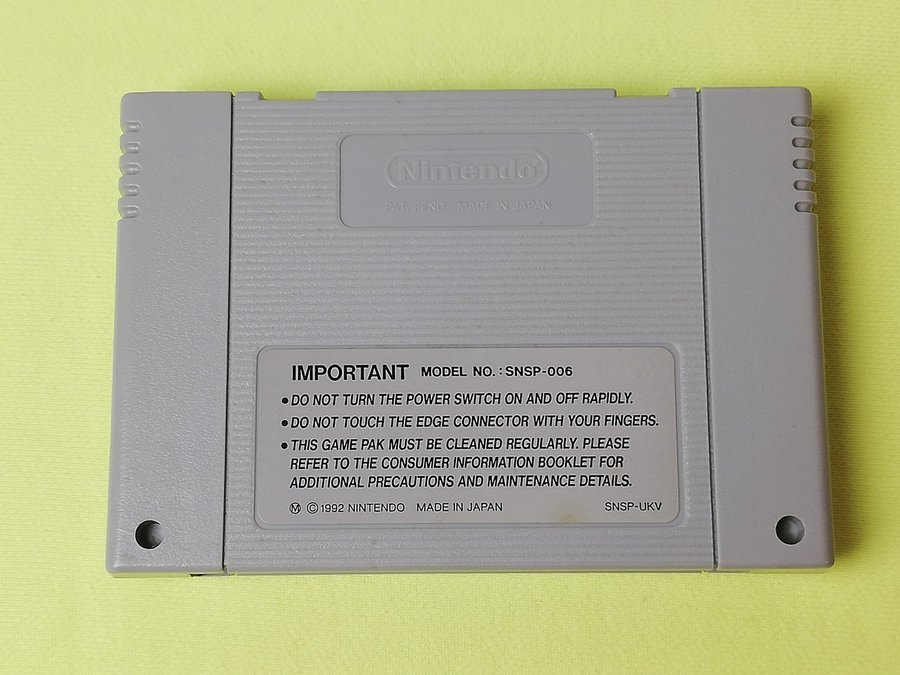 Nintendo
PAT. PEND. MADE IN JAPAN
IMPORTANT MODEL NO.: SNSP-006
• DO NOT TURN THE POWER SWITCH ON AND OFF RAPIDLY.
• DO NOT TOUCH THE EDGE CONNECTOR WITH YOUR FINGERS.
• THIS GAME PAK MUST BE CLEANED REGULARLY. PLEASE
REFER TO THE CONSUMER INFORMATION BOOKLET FOR
ADDITIONAL PRECAUTIONS AND MAINTENANCE DETAILS.
Ⓜ ©1992 NINTENDO MADE IN JAPAN SNSP-UKV